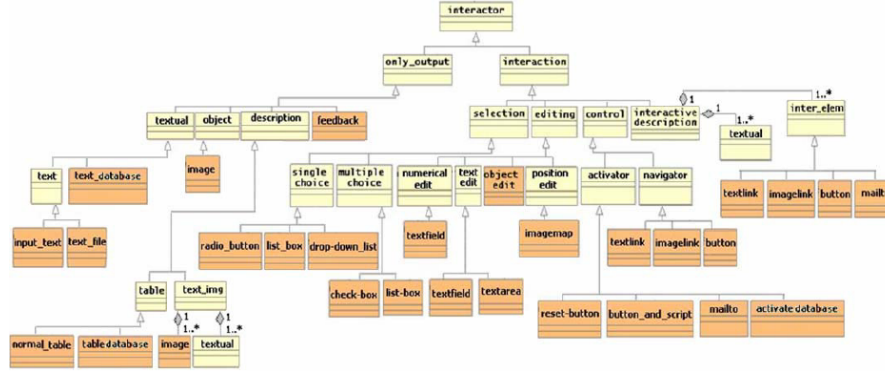 interactor
only_output
interaction
textual
object
description
feedback
selection
editing
control
interactive
description
1
1
1..*
1..*
textual
inter_elem
text
text_database
image
single
choice
multiple
choice
numerical
edit
text
edit
object
edit
position
edit
activator
navigator
textlink
imagelink
button
mailto
input_text
text_file
radio_button
list_box
drop-down_list
textfield
imagemap
textlink
imagelink
button
table
text_img
check-box
list-box
textfield
textarea
reset-button
button_and_script
mailto
activate database
1
1
1..*
1..*
normal_table
table database
image
textual